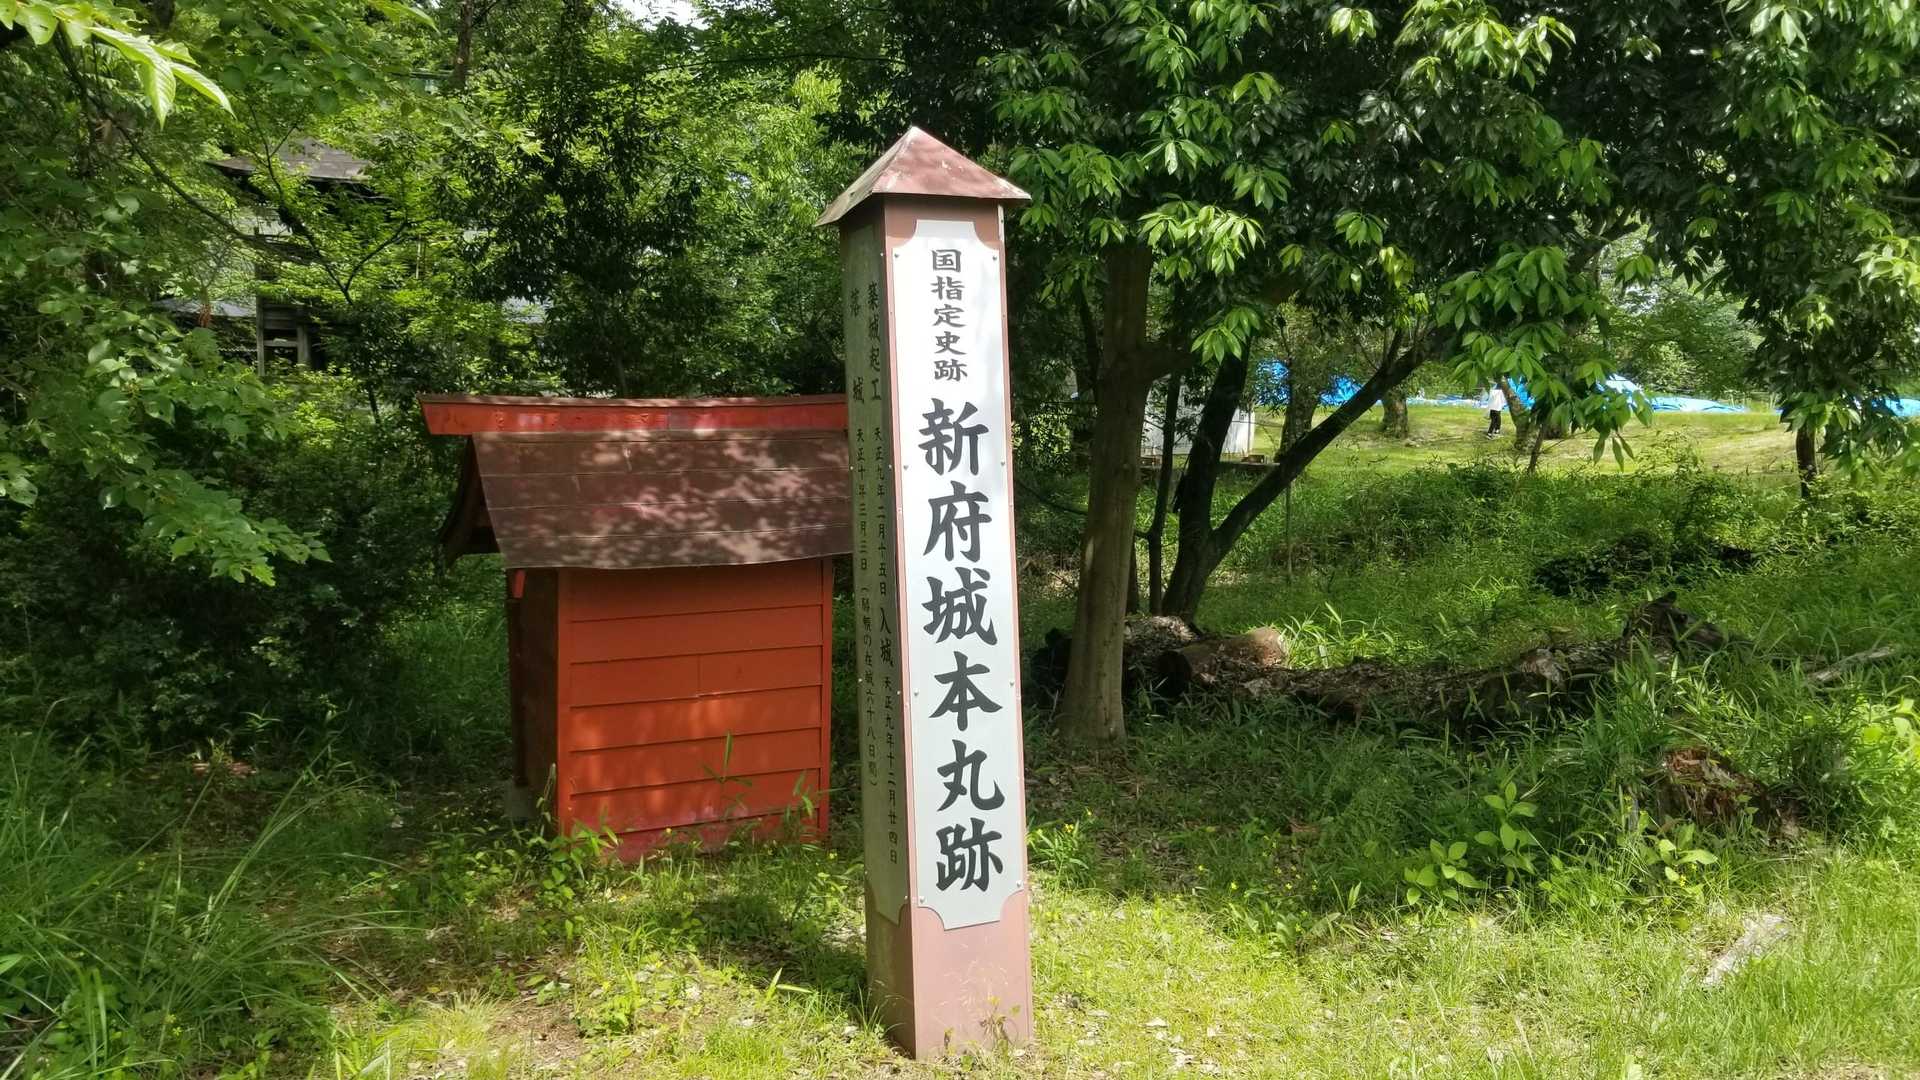 国指定史跡
新府城本丸跡
築城起工 天正九年二月十五日 入城 天正九年十二月廿四日
落城 天正十年三月三日（勝頼の在城六十八日間）